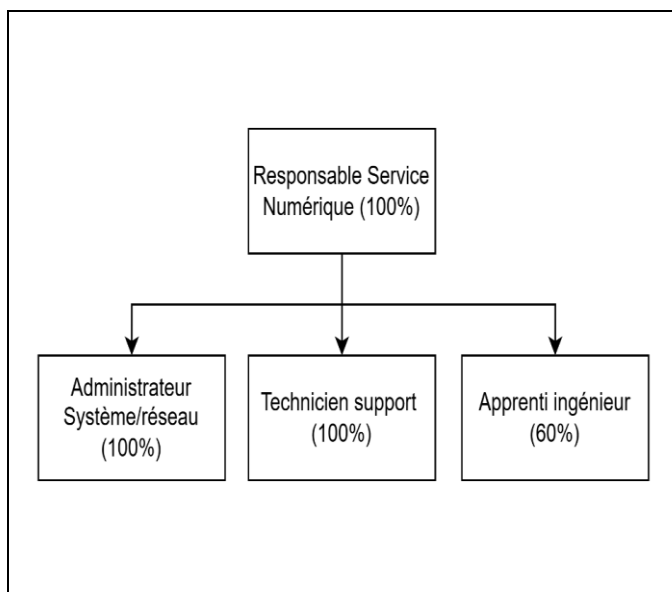 Responsable Service
Numérique (100%)
Administrateur
Système/réseau
(100%)
Technicien support
(100%)
Apprenti ingénieur
(60%)